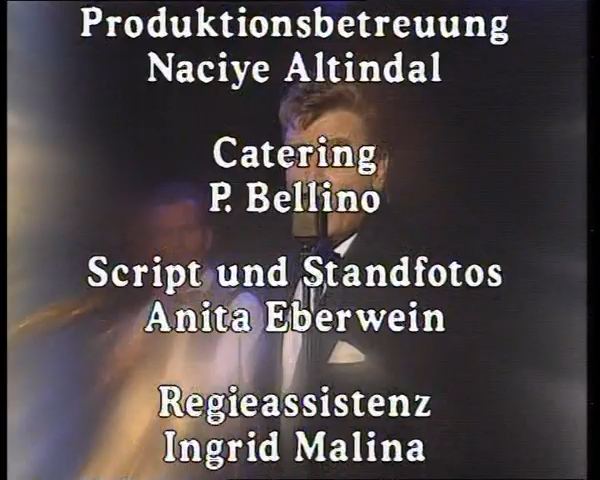 Produktionsbetreuung
Naciye Altindal
Catering
P. Bellino
Script und Standfotos
Anita Eberwein
Regieassistenz
Ingrid Malina